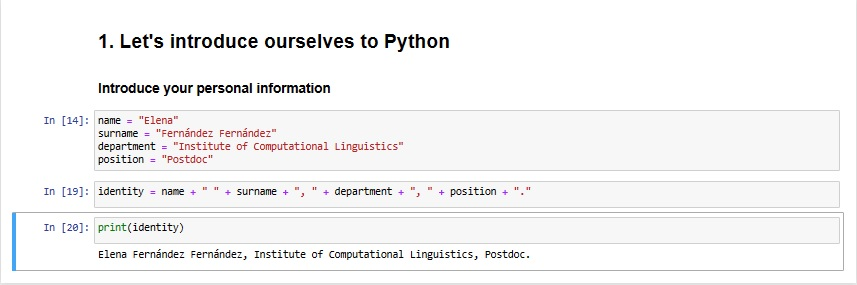 1. Let's introduce ourselves to Python
Introduce your personal information
In [14]: name = "Elena"
surname = "Fernández Fernández"
department = "Institute of Computational Linguistics"
position = "Postdoc"
In [19]: identity = name + " " + surname + ", " + department + ", " + position + "."
In [20]: print(identity)
Elena Fernández Fernández, Institute of Computational Linguistics, Postdoc.